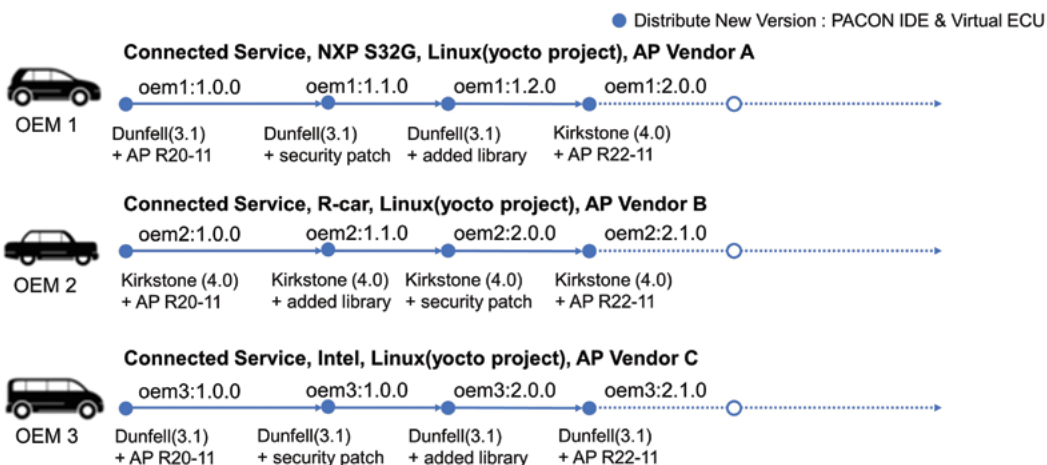 Distribute New Version : PACON IDE & Virtual ECU
Connected Service, NXP S32G, Linux(yocto project), AP Vendor A
oem1:1.0.0 oem1:1.1.0 oem1:1.2.0 oem1:2.0.0
OEM 1
Dunfell(3.1) Dunfell(3.1) Dunfell(3.1) Kirkstone (4.0)
+ AP R20-11 + security patch + added library + AP R22-11
Connected Service, R-car, Linux(yocto project), AP Vendor B
oem2:1.0.0 oem2:1.1.0 oem2:2.0.0 oem2:2.1.0
OEM 2
Kirkstone (4.0) Kirkstone (4.0) Kirkstone (4.0) Kirkstone (4.0)
+ AP R20-11 + added library + security patch + AP R22-11
Connected Service, Intel, Linux(yocto project), AP Vendor C
oem3:1.0.0 oem3:1.0.0 oem3:2.0.0 oem3:2.1.0
OEM 3
Dunfell(3.1) Dunfell(3.1) Dunfell(3.1) Dunfell(3.1)
+ AP R20-11 + security patch + added library + AP R22-11